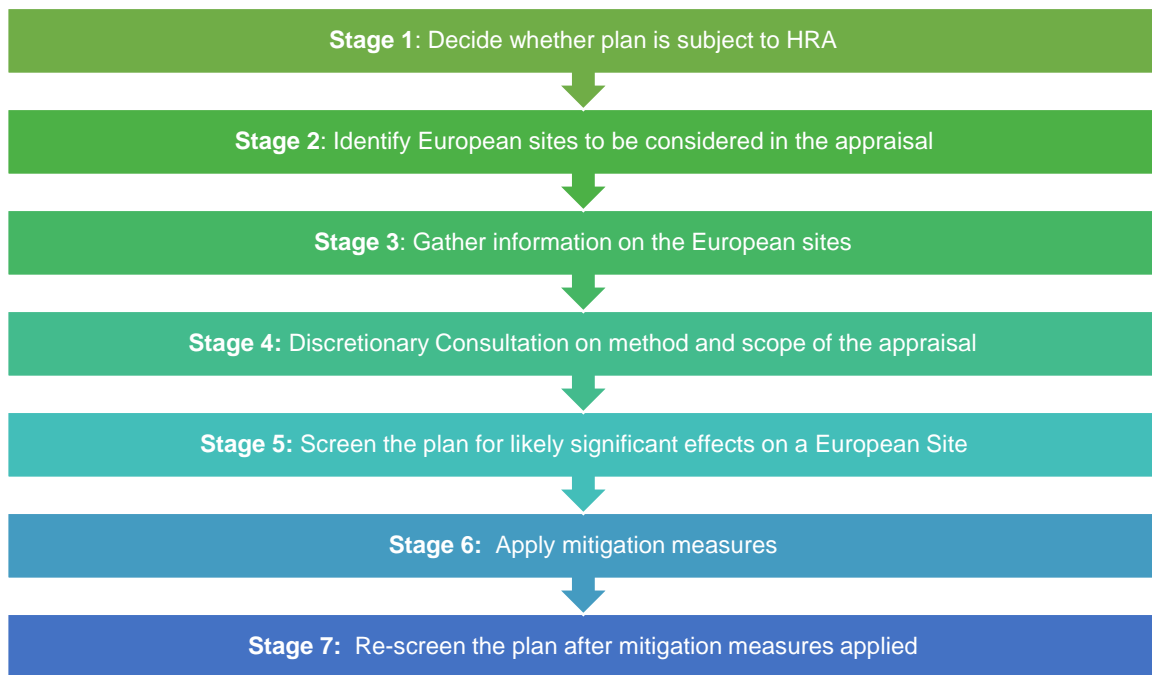 Stage 1: Decide whether plan is subject to HRA
Stage 2: Identify European sites to be considered in the appraisal
Stage 3: Gather information on the European sites
Stage 4: Discretionary Consultation on method and scope of the appraisal
Stage 5: Screen the plan for likely significant effects on a European Site
Stage 6: Apply mitigation measures
Stage 7: Re-screen the plan after mitigation measures applied